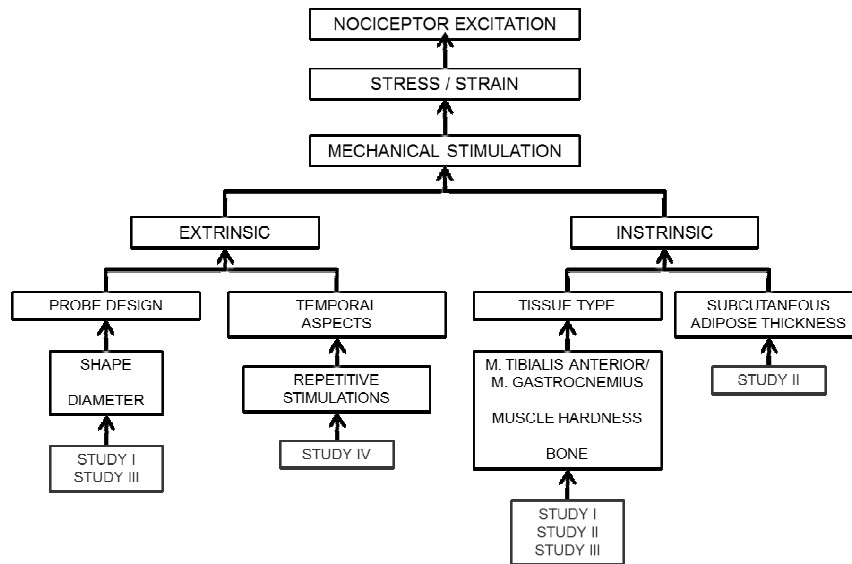 NOCICEPTOR EXCITATION
STRESS / STRAIN
MECHANICAL STIMULATION
EXTRINSIC
INSTRINSIC
PROBE DESIGN
TEMPORAL
ASPECTS
TISSUE TYPE
SUBCUTANEOUS
ADIPOSE THICKNESS
SHAPE
DIAMETER
REPETITIVE
STIMULATIONS
M. TIBIALIS ANTERIOR/
M. GASTROCNEMIUS
MUSCLE HARDNESS
BONE
STUDY II
STUDY I
STUDY III
STUDY IV
STUDY I
STUDY II
STUDY III